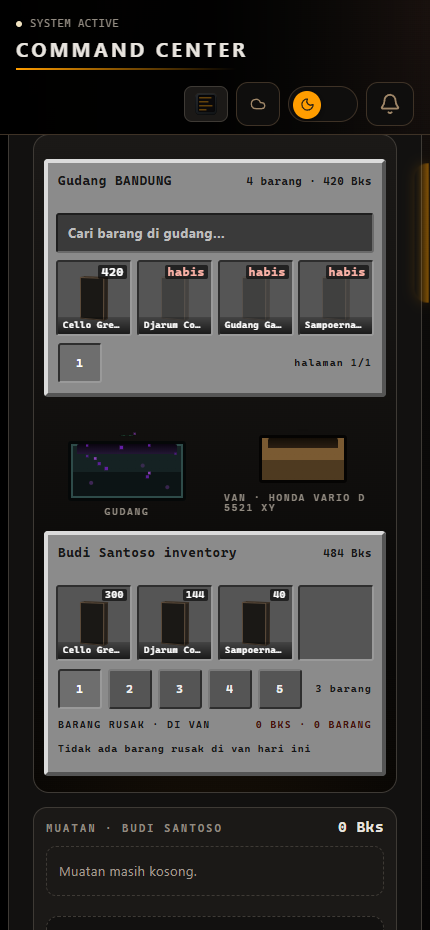 SYSTEM ACTIVE
COMMAND CENTER
Gudang BANDUNG
4 barang · 420 Bks
Cari barang di gudang...
420
habis
habis
habis
Cello Gre…
Djarum Co…
Gudang Ga…
Sampoerna…
1
halaman 1/1
GUDANG
VAN · HONDA VARIO D
5521 XY
Budi Santoso inventory
484 Bks
300
144
40
Cello Gre…
Djarum Co…
Sampoerna…
1
2
3
4
5
3 barang
BARANG RUSAK · DI VAN
0 BKS · 0 BARANG
Tidak ada barang rusak di van hari ini
MUATAN · BUDI SANTOSO
0 Bks
Muatan masih kosong.